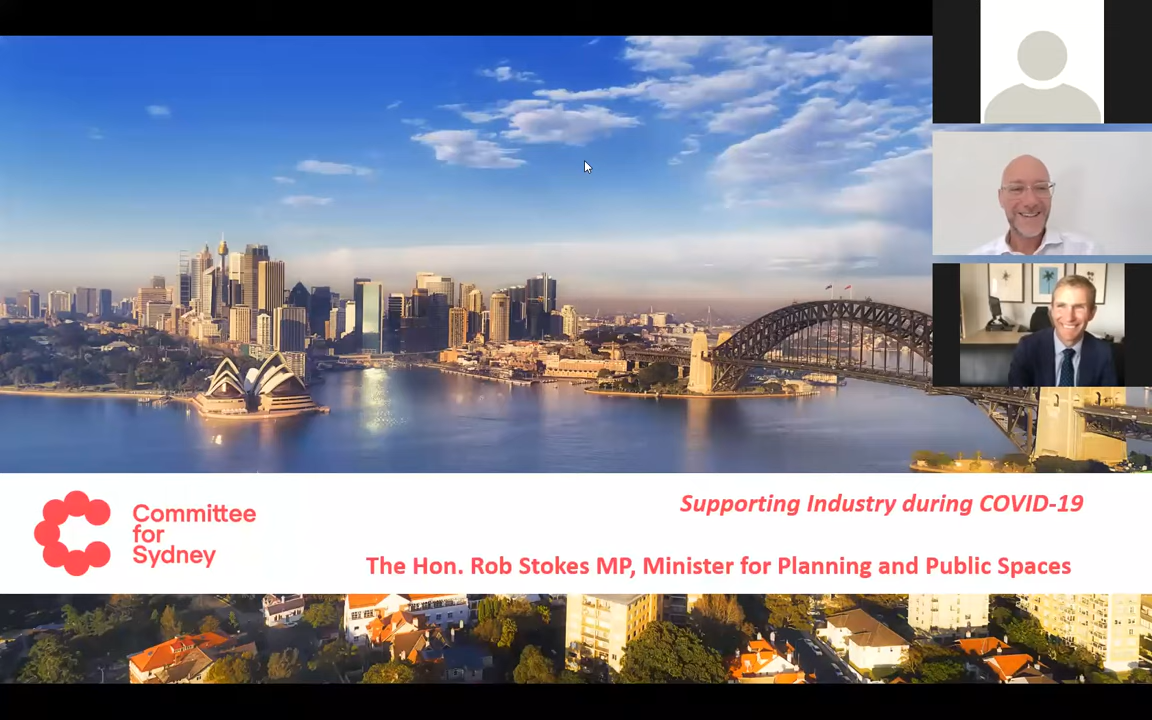 Committee
for
Sydney
Supporting Industry during COVID-19
The Hon. Rob Stokes MP, Minister for Planning and Public Spaces